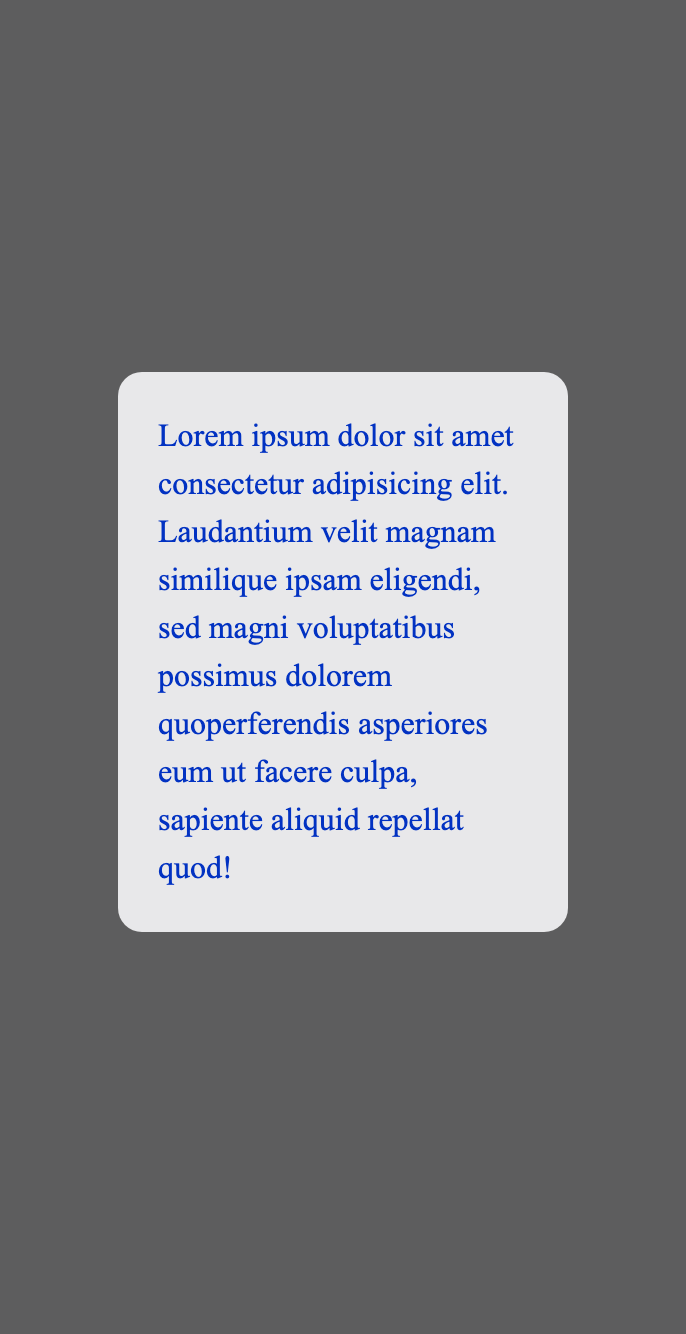 Lorem ipsum dolor sit amet
consectetur adipisicing elit.
Laudantium velit magnam
similique ipsam eligendi,
sed magni voluptatibus
possimus dolorem
quoperferendis asperiores
eum ut facere culpa,
sapiente aliquid repellat
quod!